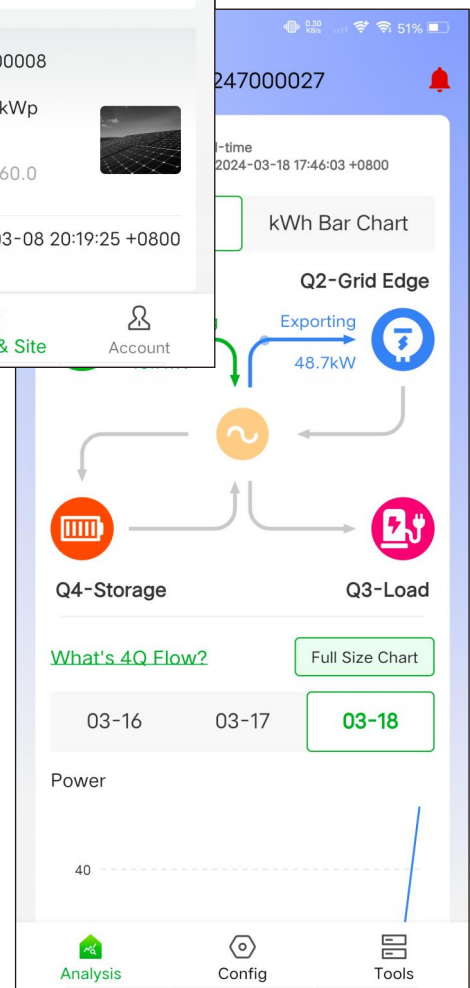 00008
kWp
60.0
03-08 20:19:25 +0800
& Site
Account
0.30
KB/s
51%
247000027
l-time
2024-03-18 17:46:03 +0800
kWh Bar Chart
Q2-Grid Edge
Exporting
48.7kW
Q4-Storage
Q3-Load
What's 4Q Flow?
Full Size Chart
03-16
03-17
03-18
Power
40
Analysis
Config
Tools